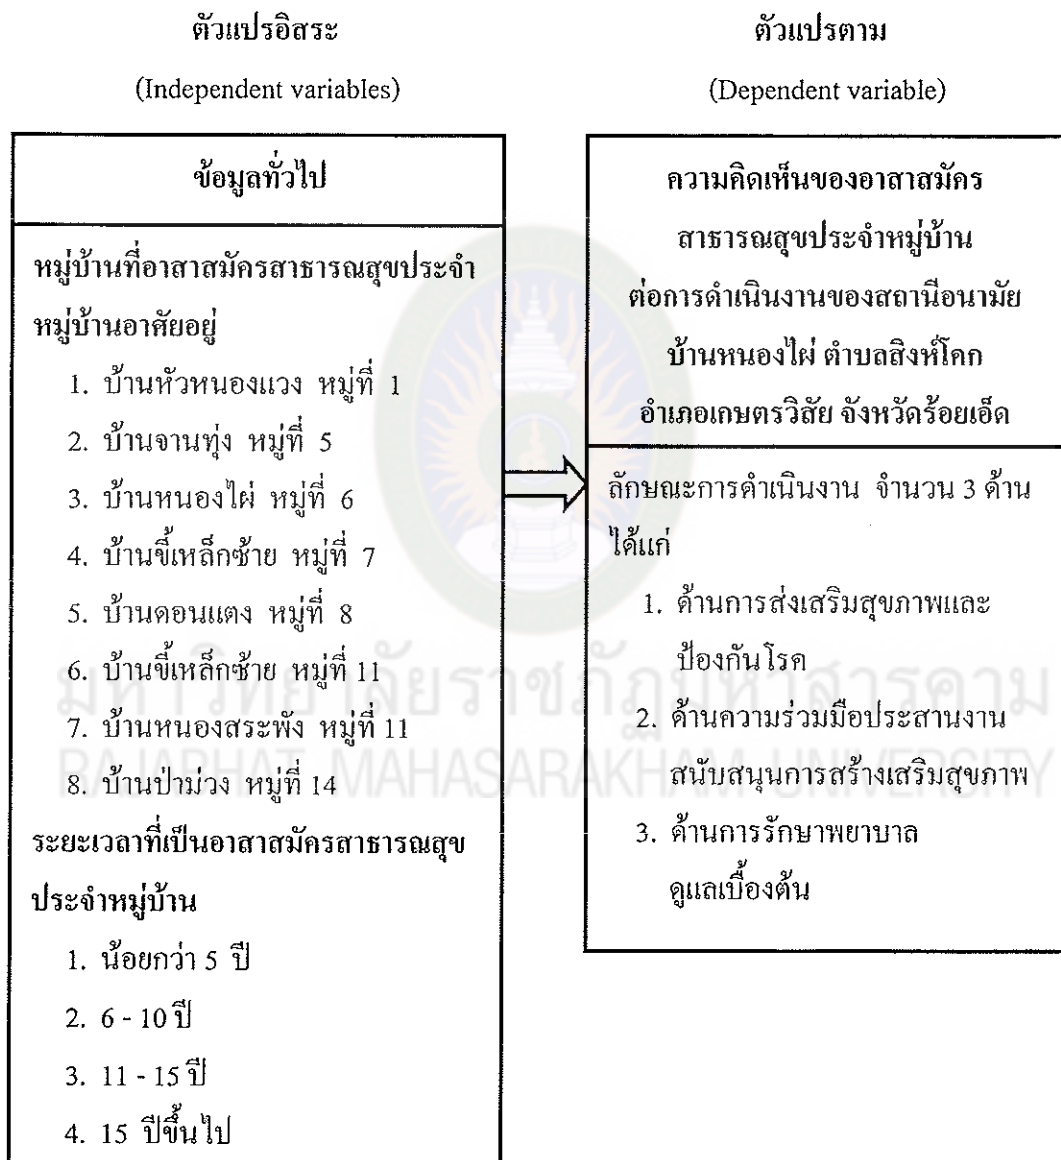 ตัวแปรอิสระ
(Independent variables)
ข้อมูลทั่วไป
หมู่บ้านที่อาสาสมัครสาธารณสุขประจำ
หมู่บ้านอาศัยอยู่
1. บ้านหัวหนองแวง หมู่ที่ 1
2. บ้านจานทุ่ง หมู่ที่ 5
3. บ้านหนองไผ่ หมู่ที่ 6
4. บ้านขี้เหล็กซ้าย หมู่ที่ 7
5. บ้านดอนแตง หมู่ที่ 8
6. บ้านขี้เหล็กซ้าย หมู่ที่ 11
7. บ้านหนองสระพัง หมู่ที่ 11
8. บ้านป่าม่วง หมู่ที่ 14
ระยะเวลาที่เป็นอาสาสมัครสาธารณสุข
ประจำหมู่บ้าน
1. น้อยกว่า 5 ปี
2. 6 - 10 ปี
3. 11 - 15 ปี
4. 15 ปีขึ้นไป
ตัวแปรตาม
(Dependent variable)
ความคิดเห็นของอาสาสมัคร
สาธารณสุขประจำหมู่บ้าน
ต่อการดำเนินงานของสถานีอนามัย
บ้านหนองไผ่ ตำบลสิงห์โคก
อำเภอเกษตรวิสัย จังหวัดร้อยเอ็ด
ลักษณะการดำเนินงาน จำนวน 3 ด้าน
ได้แก่
1. ด้านการส่งเสริมสุขภาพและ
ป้องกันโรค
2. ด้านความร่วมมือประสานงาน
สนับสนุนการสร้างเสริมสุขภาพ
3. ด้านการรักษาพยาบาล
ดูแลเบื้องต้น
มหาวิทยาลัยราชภัฏมหาสารคาม
RAJABHAT MAHASARAKHAM UNIVERSITY